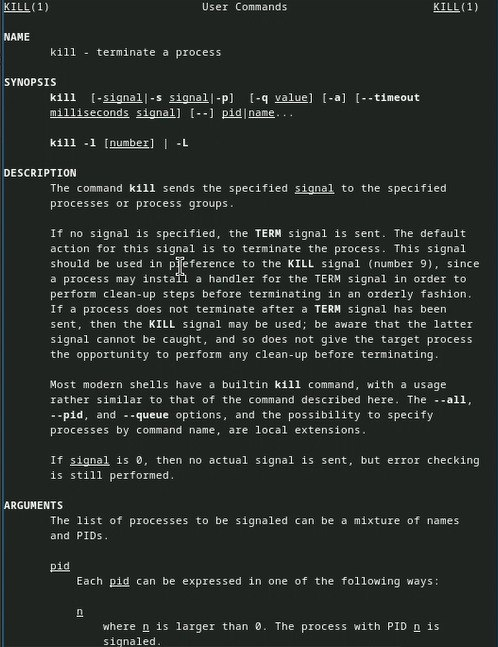 KILL(1) User Commands KILL(1)
NAME
kill - terminate a process
SYNOPSIS
kill [-signal|-s signal|-p] [-q value] [-a] [--timeout
milliseconds signal] [--] pid|name...
kill -l [number] | -L
DESCRIPTION
The command kill sends the specified signal to the specified
processes or process groups.
If no signal is specified, the TERM signal is sent. The default
action for this signal is to terminate the process. This signal
should be used in preference to the KILL signal (number 9), since
a process may install a handler for the TERM signal in order to
perform clean-up steps before terminating in an orderly fashion.
If a process does not terminate after a TERM signal has been
sent, then the KILL signal may be used; be aware that the latter
signal cannot be caught, and so does not give the target process
the opportunity to perform any clean-up before terminating.
Most modern shells have a builtin kill command, with a usage
rather similar to that of the command described here. The --all,
--pid, and --queue options, and the possibility to specify
processes by command name, are local extensions.
If signal is 0, then no actual signal is sent, but error checking
is still performed.
ARGUMENTS
The list of processes to be signaled can be a mixture of names
and PIDs.
pid
Each pid can be expressed in one of the following ways:
n
where n is larger than 0. The process with PID n is
signaled.